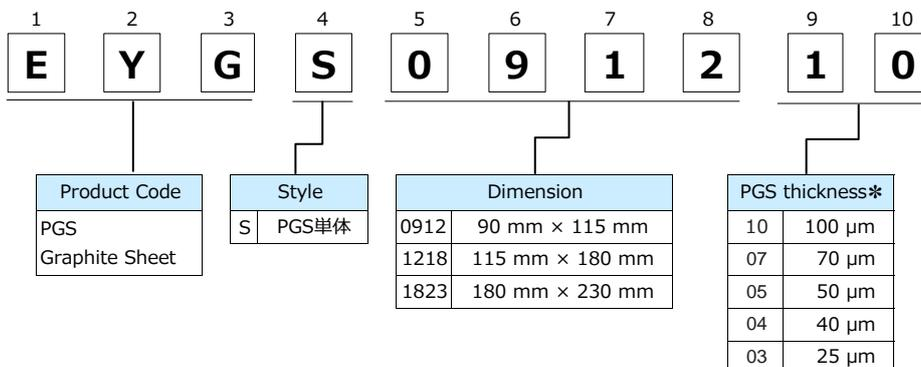 1 2 3 4 5 6 7 8 9 10
E Y G S 0 9 1 2 1 0
Product Code
PGS
Graphite Sheet
Style
S PGS単体
Dimension
0912 90 mm × 115 mm
1218 115 mm × 180 mm
1823 180 mm × 230 mm
PGS thickness✻
10 100 μm
07 70 μm
05 50 μm
04 40 μm
03 25 μm